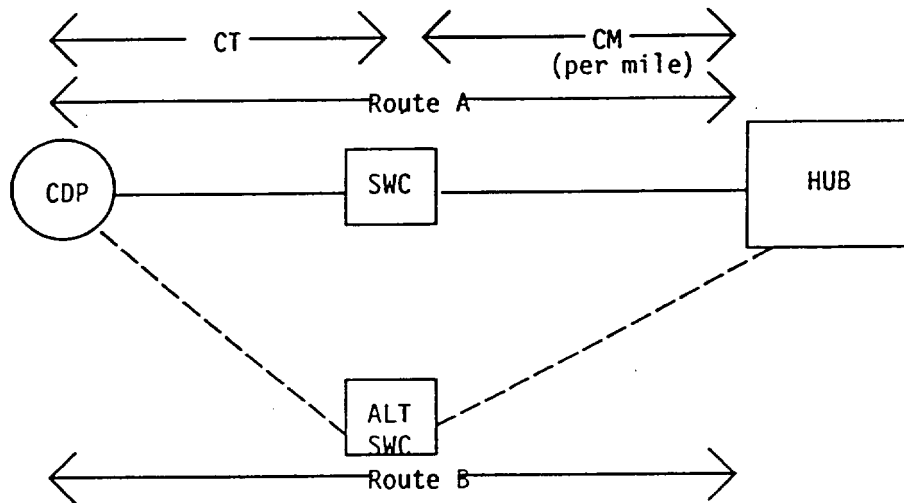 CT
CM
(per mile)
Route A
CDP
SWC
HUB
ALT
SWC
Route B